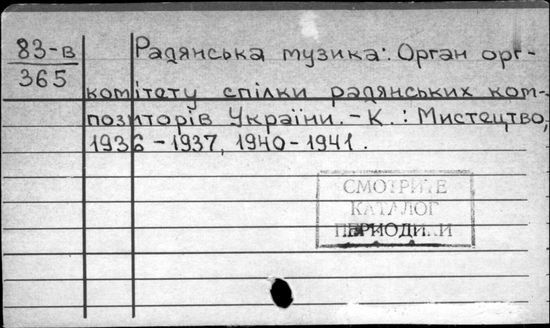 83-в
365
Радянська музика: Орган орг-
комітету спілки радянських ком-
позиторів України. - К. : Мистецтво,
1936 - 1937, 1940 - 1941.
СМОТРИТЕ
КАТАЛОГ
ПЕРИОДИ..И